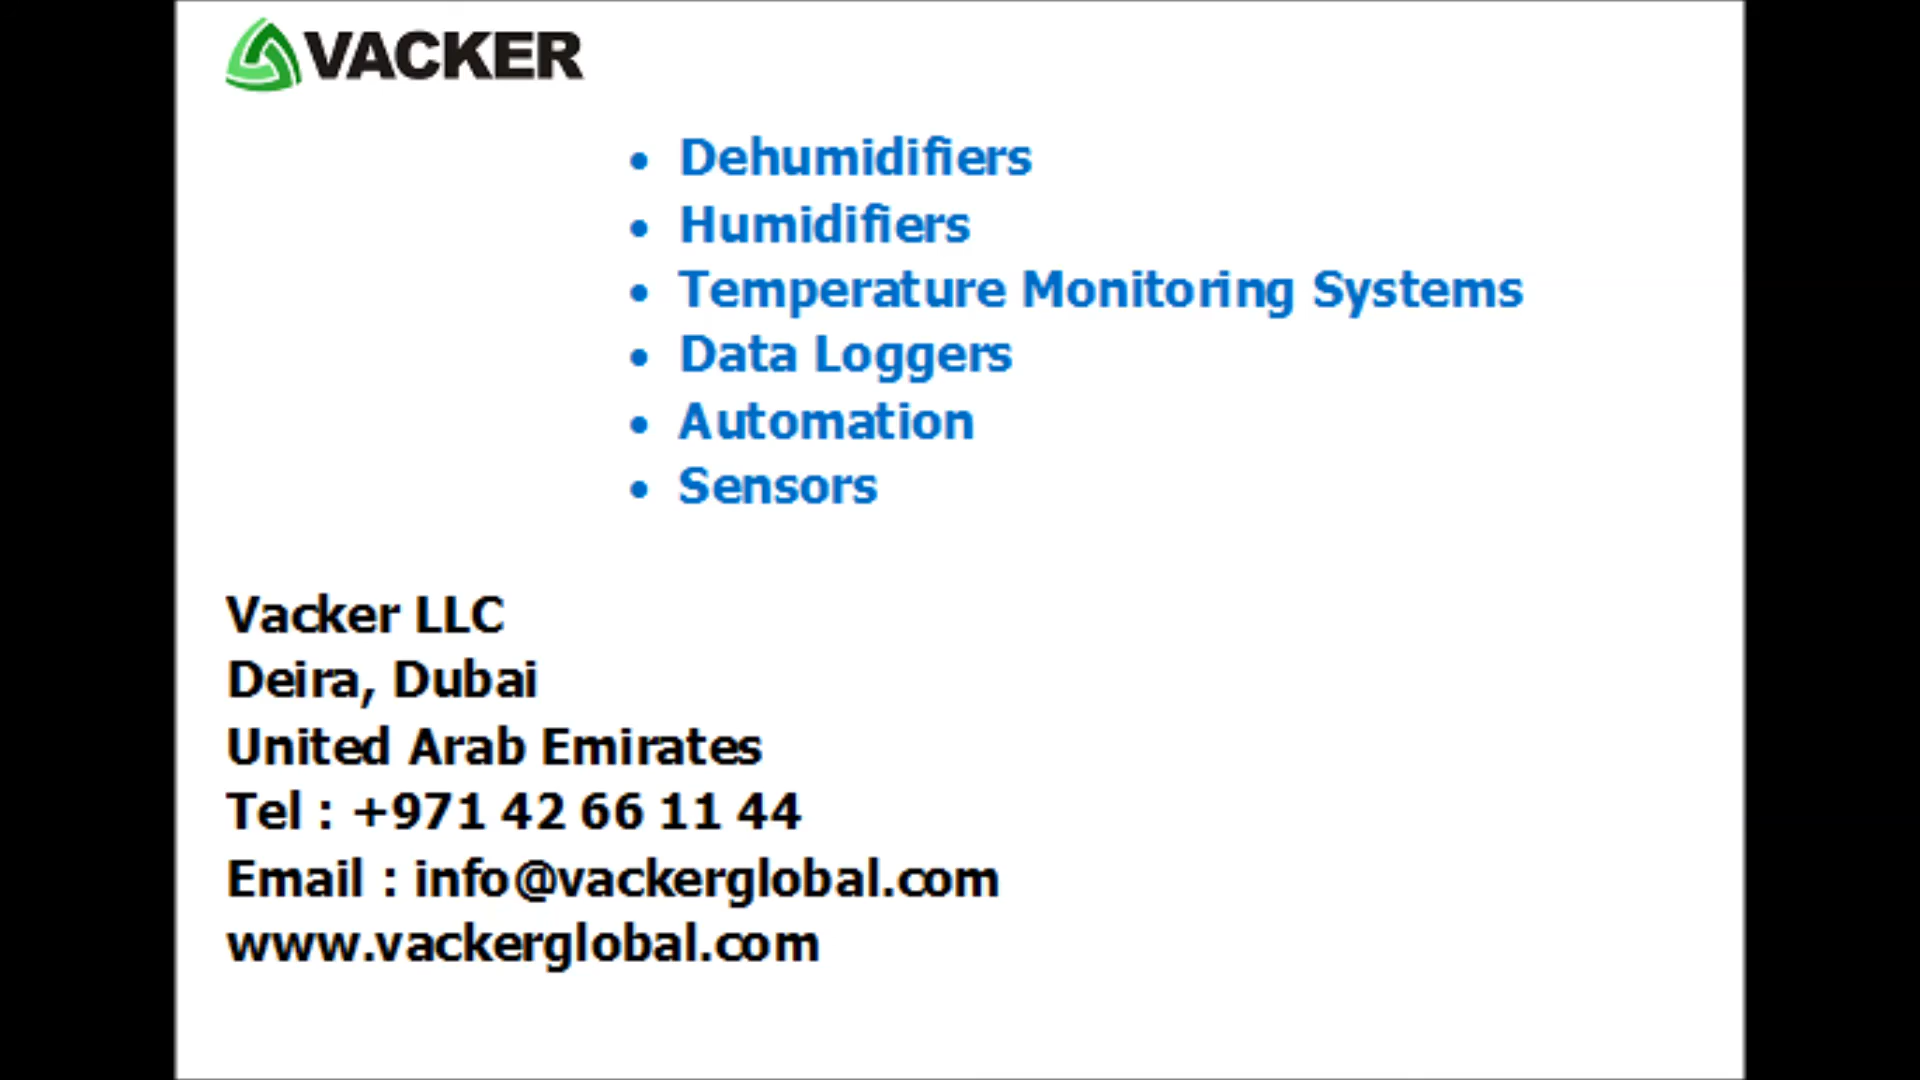 VACKER
• Dehumidifiers
• Humidifiers
• Temperature Monitoring Systems
• Data Loggers
• Automation
• Sensors
Vacker LLC
Deira, Dubai
United Arab Emirates
Tel : +971 42 66 11 44
Email : info@vackerglobal.com
www.vackerglobal.com